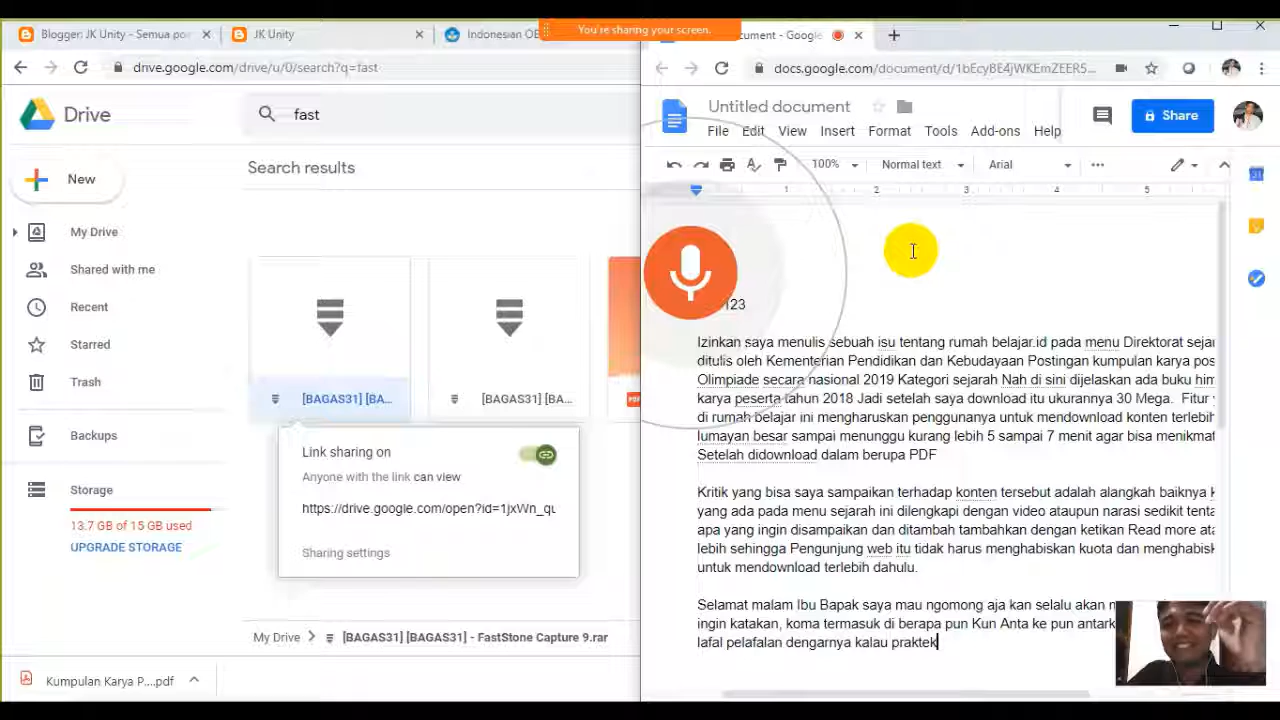 You're sharing your screen.
Blogger: JK Unity - Semua pos
JK Unity
Indonesian OE
ocument - Google
drive.google.com/drive/u/0/search?q=fast
docs.google.com/document/d/1bEcyBE4jWKEmZEER5...
Drive
fast
New
My Drive
Shared with me
Recent
Starred
Trash
Backups
Storage
13.7 GB of 15 GB used
UPGRADE STORAGE
Search results
[BAGAS31] [BA...
[BAGAS31] [BA...
PDF
Link sharing on
Anyone with the link can view
https://drive.google.com/open?id=1jxWn_qu
Sharing settings
My Drive > [BAGAS31] [BAGAS31] - FastStone Capture 9.rar
Kumpulan Karya P....pdf
Untitled document
Share
File Edit View Insert Format Tools Add-ons Help
100% Normal text Arial
1 2 3 4 5
31
123
Izinkan saya menulis sebuah isu tentang rumah belajar.id pada menu Direktorat sejar
ditulis oleh Kementerian Pendidikan dan Kebudayaan Postingan kumpulan karya pos
Olimpiade secara nasional 2019 Kategori sejarah Nah di sini dijelaskan ada buku him
karya peserta tahun 2018 Jadi setelah saya download itu ukurannya 30 Mega. Fitur
di rumah belajar ini mengharuskan penggunanya untuk mendownload konten terlebih
lumayan besar sampai menunggu kurang lebih 5 sampai 7 menit agar bisa menikmat
Setelah didownload dalam berupa PDF
Kritik yang bisa saya sampaikan terhadap konten tersebut adalah alangkah baiknya k
yang ada pada menu sejarah ini dilengkapi dengan video ataupun narasi sedikit tenta
apa yang ingin disampaikan dan ditambah tambahkan dengan ketikan Read more ata
lebih sehingga Pengunjung web itu tidak harus menghabiskan kuota dan menghabisk
untuk mendownload terlebih dahulu.
Selamat malam Ibu Bapak saya mau ngomong aja kan selalu akan
ingin katakan, koma termasuk di berapa pun Kun Anta ke pun antark
lafal pelafalan dengarnya kalau praktek